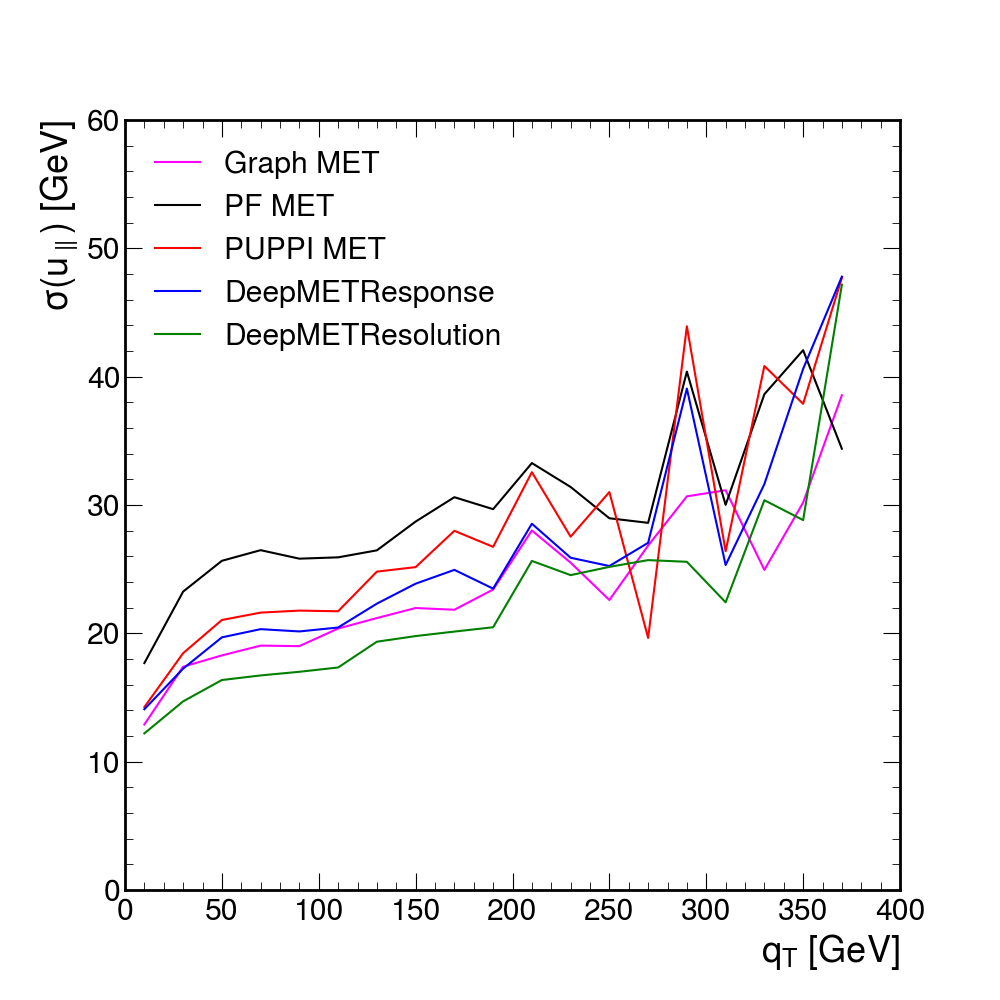 σ(u∥) [GeV]
60
50
40
30
20
10
0
Graph MET
PF MET
PUPPI MET
DeepMETResponse
DeepMETResolution
0 50 100 150 200 250 300 350 400
qT [GeV]